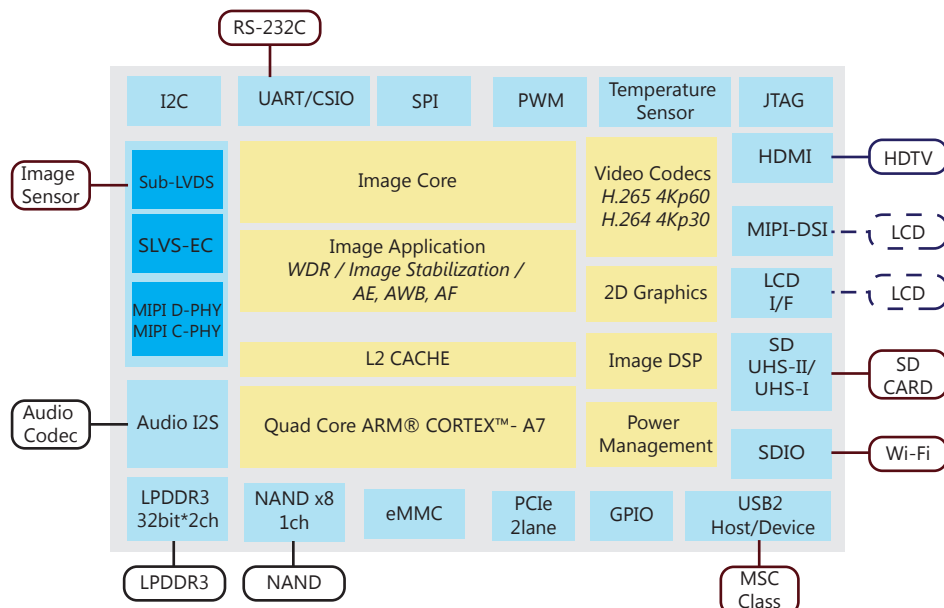 RS-232C
I2C
UART/CSIO
SPI
PWM
Temperature
Sensor
JTAG
Image
Sensor
Sub-LVDS
SLVS-EC
MIPI D-PHY
MIPI C-PHY
Image Core
Image Application
WDR / Image Stabilization /
AE, AWB, AF
Video Codecs
H.265 4Kp60
H.264 4Kp30
HDMI
HDTV
MIPI-DSI
LCD
2D Graphics
LCD
I/F
LCD
L2 CACHE
Image DSP
SD
UHS-II/
UHS-I
SD
CARD
Audio
Codec
Audio I2S
Quad Core ARM® CORTEX™- A7
Power
Management
SDIO
Wi-Fi
LPDDR3
32bit*2ch
NAND x8
1ch
eMMC
PCIe
2lane
GPIO
USB2
Host/Device
LPDDR3
NAND
MSC
Class